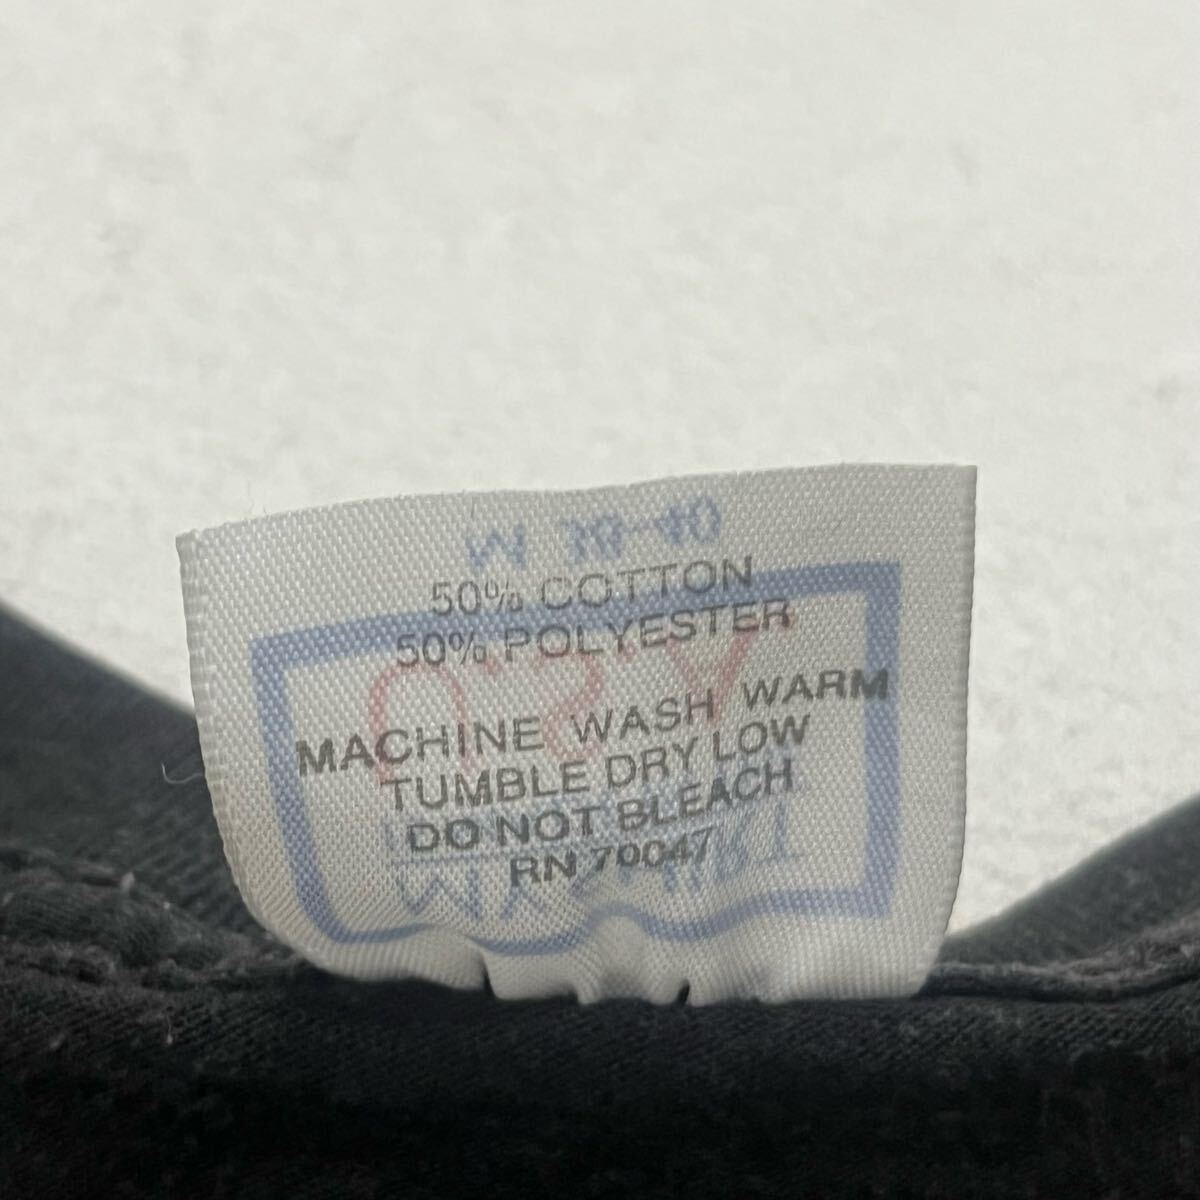 50% COTTON
50% POLYESTER
MACHINE WASH WARM
TUMBLE DRY LOW
DO NOT BLEACH
RN 70047